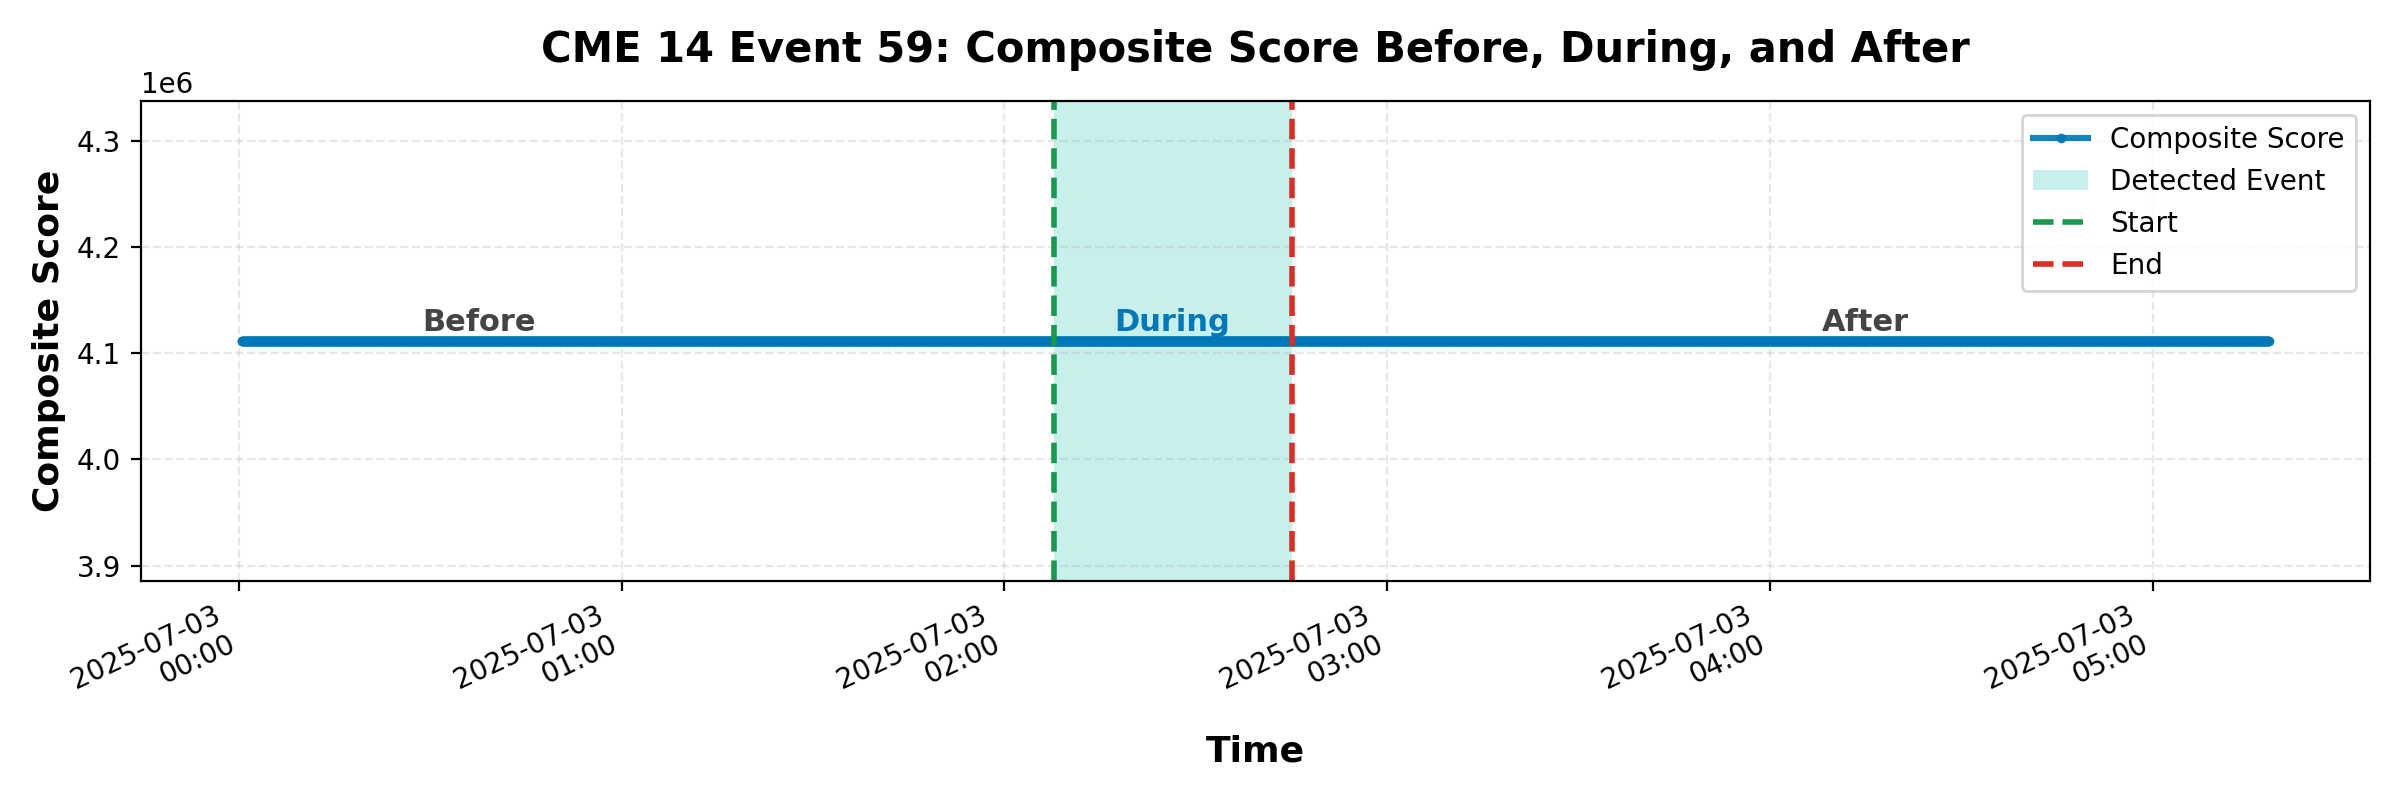 CME 14 Event 59: Composite Score Before, During, and After
1e6
Composite Score
4.3
4.2
4.1
4.0
3.9
Before
During
After
Composite Score
Detected Event
Start
End
2025-07-03
00:00
2025-07-03
01:00
2025-07-03
02:00
2025-07-03
03:00
2025-07-03
04:00
2025-07-03
05:00
Time